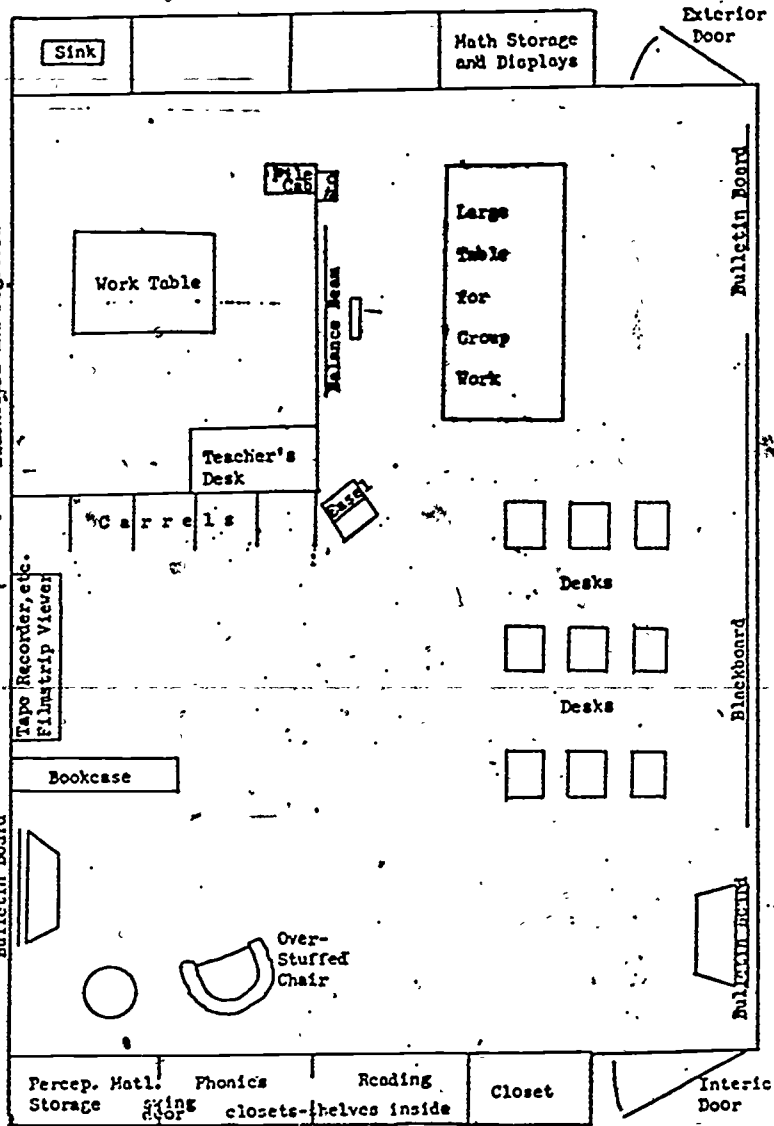 Exterior
Door
Sink
Math Storage
and Displays
File
Cab
Bulletin Board
Large
Table
for
Group
Work
Work Table
Balance Beam
Teacher's
Desk
Easel
Carrels
Desks
Tape Recorder, etc.
Filmstrip Viewer
Blackboard
Desks
Bookcase
Bulletin Board
Bulletin Board
Over-
Stuffed
Chair
Percep. Matl.
Storage
Phonics
Reading
door
closets-shelves inside
Closet
Interic
Door